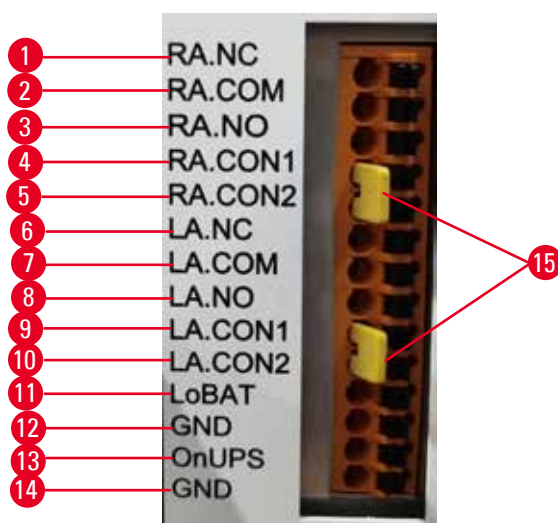 1 RA.NC
2 RA.COM
3 RA.NO
4 RA.CON1
5 RA.CON2
6 LA.NC
7 LA.COM
8 LA.NO
9 LA.CON1
10 LA.CON2
11 LoBAT
12 GND
13 OnUPS
14 GND
15